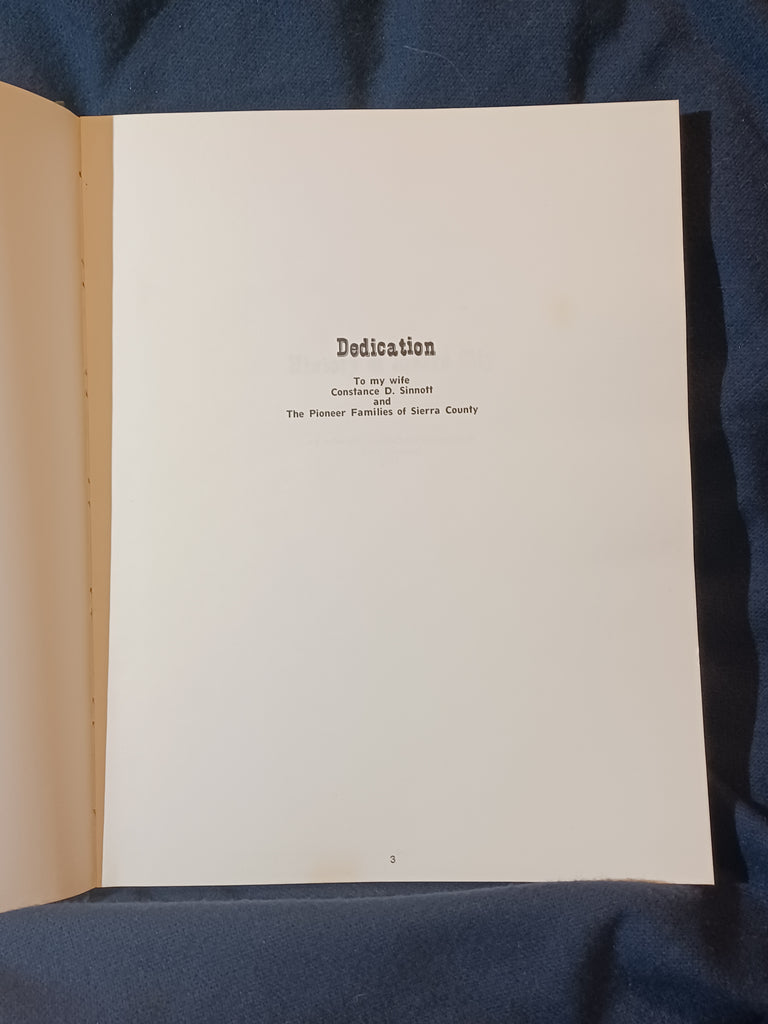 Dedication
To my wife
Constance D. Sinnott
and
The Pioneer Families of Sierra County
3